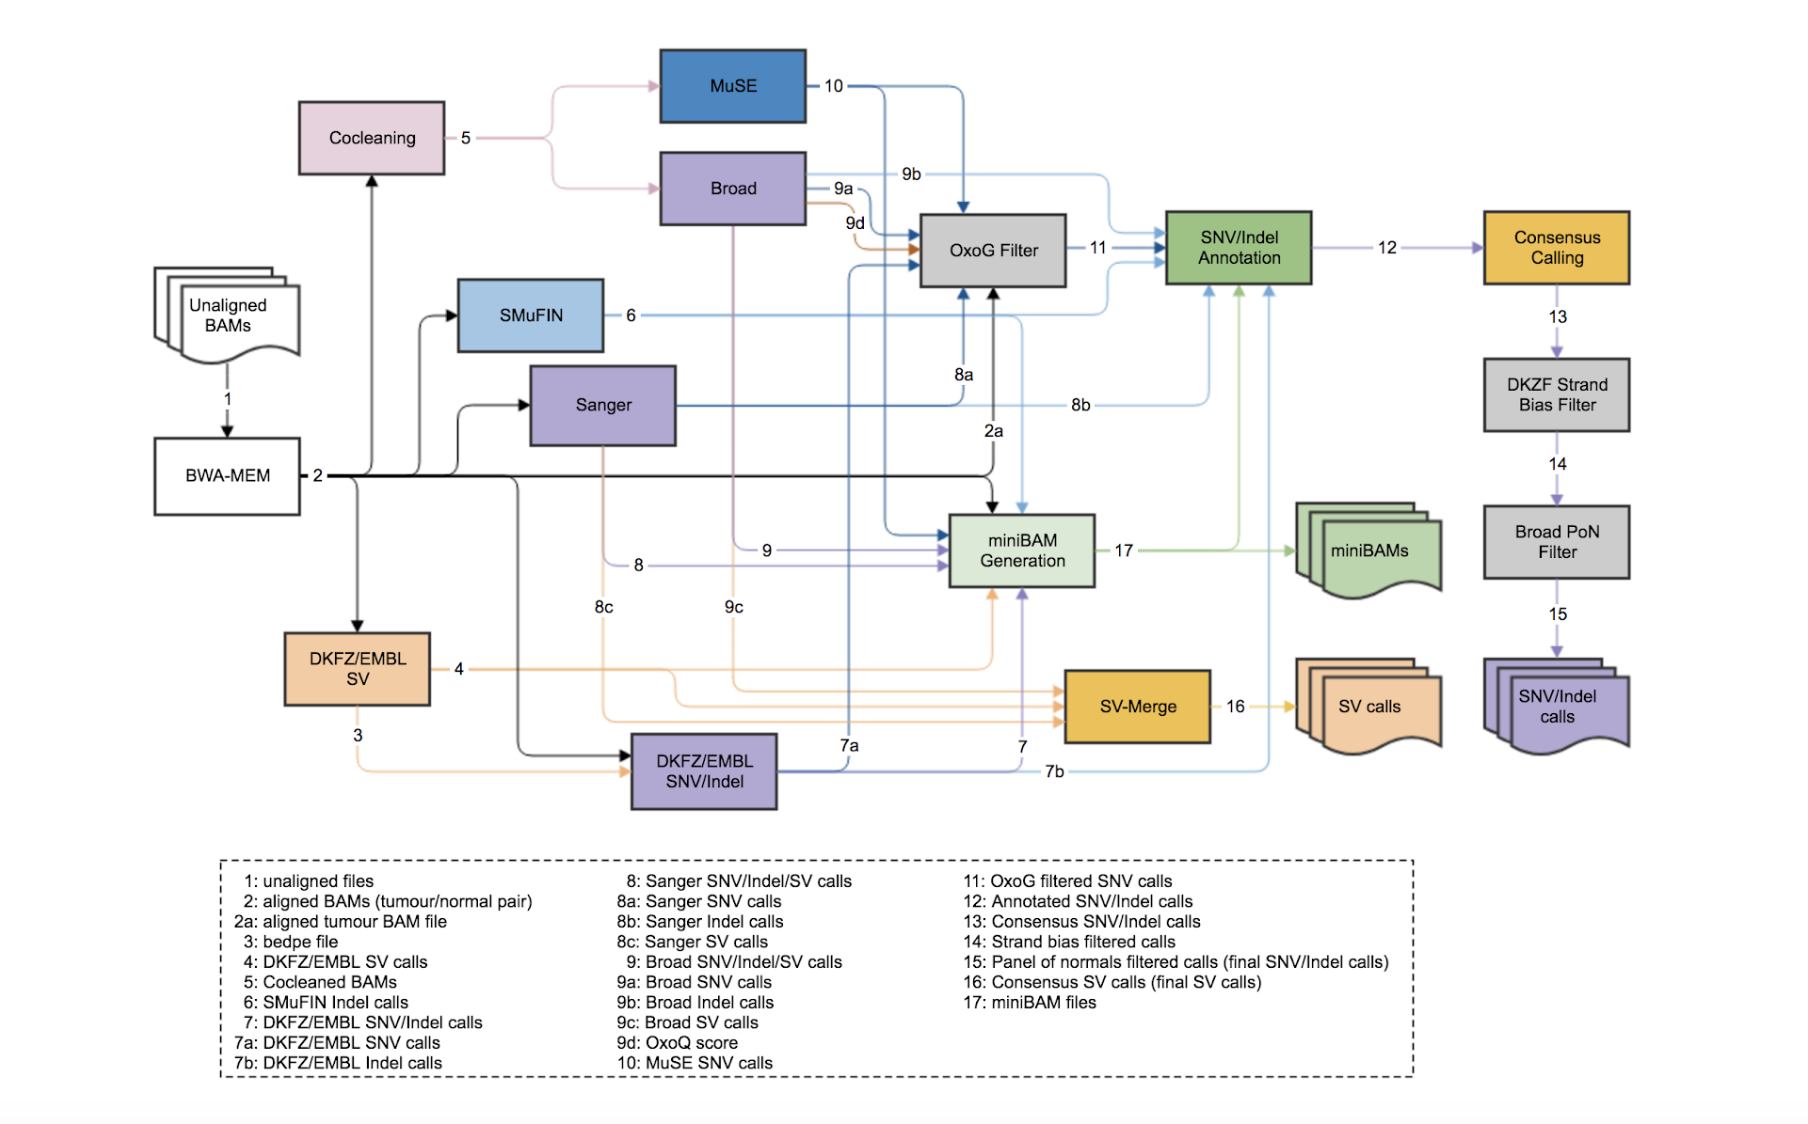 MuSE
10
Cocleaning
5
Broad
9b
9a
9d
OxoG Filter
11
SNV/Indel
Annotation
12
Consensus
Calling
Unaligned
BAMs
SMuFIN
6
13
1
Sanger
8a
8b
2a
DKZF Strand
Bias Filter
14
BWA-MEM
2
9
8
miniBAM
Generation
17
miniBAMs
Broad PoN
Filter
15
8c
9c
DKFZ/EMBL
SV
4
3
SV-Merge
16
SV calls
SNV/Indel
calls
DKFZ/EMBL
SNV/Indel
7a
7
7b
1: unaligned files
2: aligned BAMs (tumour/normal pair)
2a: aligned tumour BAM file
3: bedpe file
4: DKFZ/EMBL SV calls
5: Cocleaned BAMs
6: SMuFIN Indel calls
7: DKFZ/EMBL SNV/Indel calls
7a: DKFZ/EMBL SNV calls
7b: DKFZ/EMBL Indel calls
8: Sanger SNV/Indel/SV calls
8a: Sanger SNV calls
8b: Sanger Indel calls
8c: Sanger SV calls
9: Broad SNV/Indel/SV calls
9a: Broad SNV calls
9b: Broad Indel calls
9c: Broad SV calls
9d: OxoQ score
10: MuSE SNV calls
11: OxoG filtered SNV calls
12: Annotated SNV/Indel calls
13: Consensus SNV/Indel calls
14: Strand bias filtered calls
15: Panel of normals filtered calls (final SNV/Indel calls)
16: Consensus SV calls (final SV calls)
17: miniBAM files